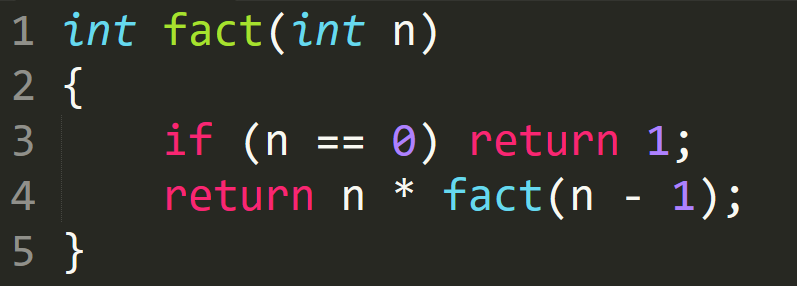 1 int fact(int n)
2 {
3     if (n == 0) return 1;
4     return n * fact(n - 1);
5 }